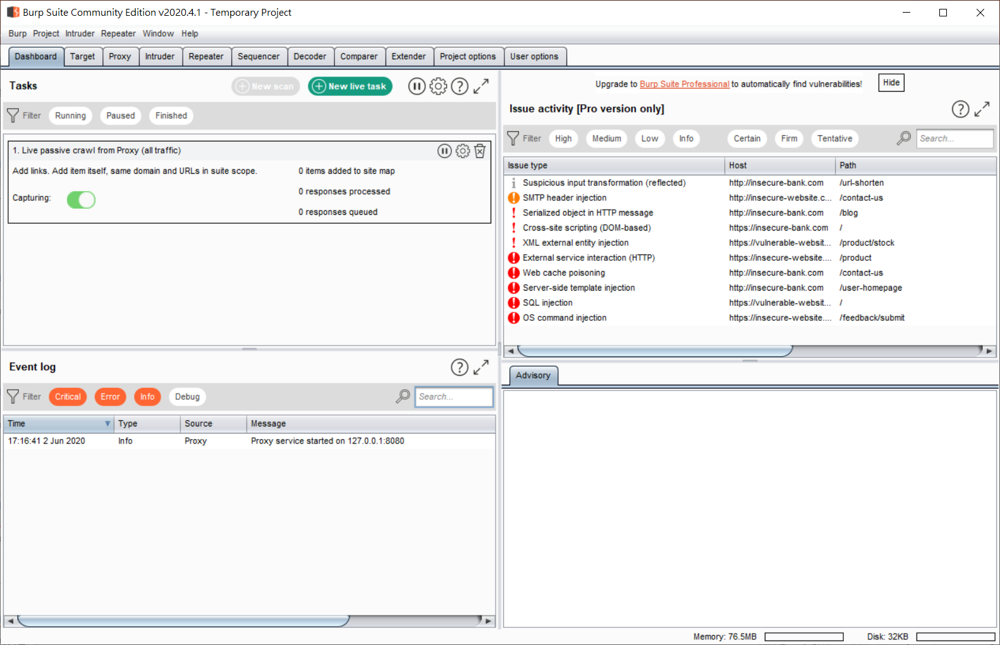 Burp Suite Community Edition v2020.4.1 - Temporary Project
Burp Project Intruder Repeater Window Help
Dashboard Target Proxy Intruder Repeater Sequencer Decoder Comparer Extender Project options User options
Tasks
New scan
New live task
Filter Running Paused Finished
1. Live passive crawl from Proxy (all traffic)
Add links. Add item itself, same domain and URLs in suite scope.
0 items added to site map
Capturing:
0 responses processed
0 responses queued
Event log
Filter Critical Error Info Debug
Search...
Time Type Source Message
17:16:41 2 Jun 2020 Info Proxy Proxy service started on 127.0.0.1:8080
Upgrade to Burp Suite Professional to automatically find vulnerabilities!
Hide
Issue activity [Pro version only]
Filter High Medium Low Info Certain Firm Tentative
Search...
Issue type Host Path
Suspicious input transformation (reflected) http://insecure-bank.com /url-shorten
SMTP header injection http://insecure-website.c... /contact-us
Serialized object in HTTP message http://insecure-bank.com /blog
Cross-site scripting (DOM-based) https://insecure-bank.com /
XML external entity injection https://vulnerable-websit... /product/stock
External service interaction (HTTP) https://insecure-website.... /product
Web cache poisoning http://insecure-bank.com /contact-us
Server-side template injection http://insecure-bank.com /user-homepage
SQL injection https://vulnerable-websit... /
OS command injection https://insecure-website.... /feedback/submit
Advisory
Memory: 76.5MB
Disk: 32KB